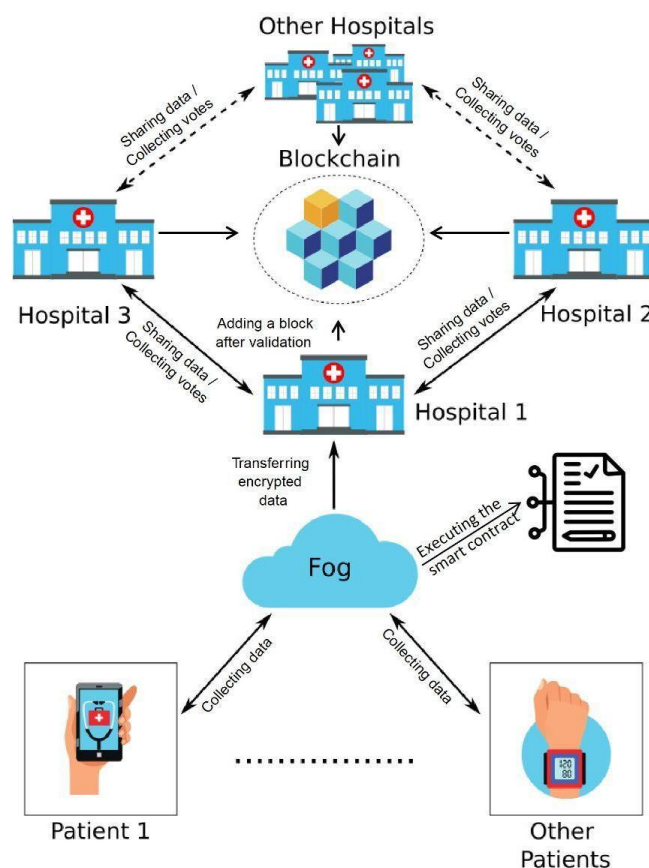 Other Hospitals
Sharing data /
Collecting votes
Sharing data /
Collecting votes
Blockchain
Hospital 3
Hospital 2
Adding a block
after validation
Sharing data /
Collecting votes
Sharing data /
Collecting votes
Hospital 1
Transferring
encrypted
data
Executing the
smart contract
Fog
Collecting data
Collecting data
120
80
Patient 1
Other
Patients